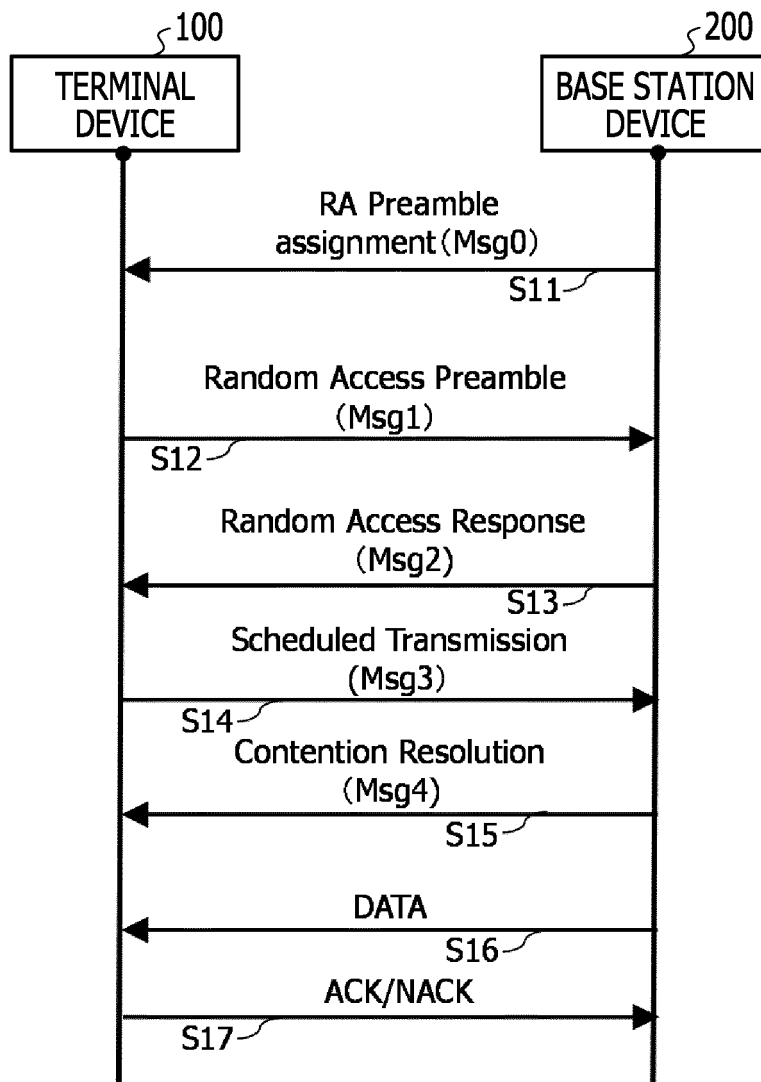 100
200
TERMINAL
DEVICE
BASE STATION
DEVICE
RA Preamble
assignment(Msg0)
S11
Random Access Preamble
(Msg1)
S12
Random Access Response
(Msg2)
S13
Scheduled Transmission
(Msg3)
S14
Contention Resolution
(Msg4)
S15
DATA
S16
ACK/NACK
S17